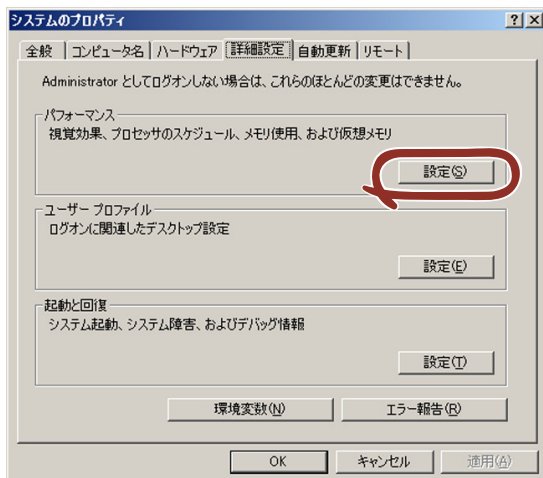 システムのプロパティ
全般 コンピュータ名 ハードウェア 詳細設定 自動更新 リモート
Administrator としてログオンしない場合は、これらのほとんどの変更はできません。
パフォーマンス
視覚効果、プロセッサのスケジュール、メモリ使用、および仮想メモリ
設定(S)
ユーザー プロファイル
ログオンに関連したデスクトップ設定
設定(E)
起動と回復
システム起動、システム障害、およびデバッグ情報
設定(T)
環境変数(N) エラー報告(R)
OK キャンセル 適用(A)